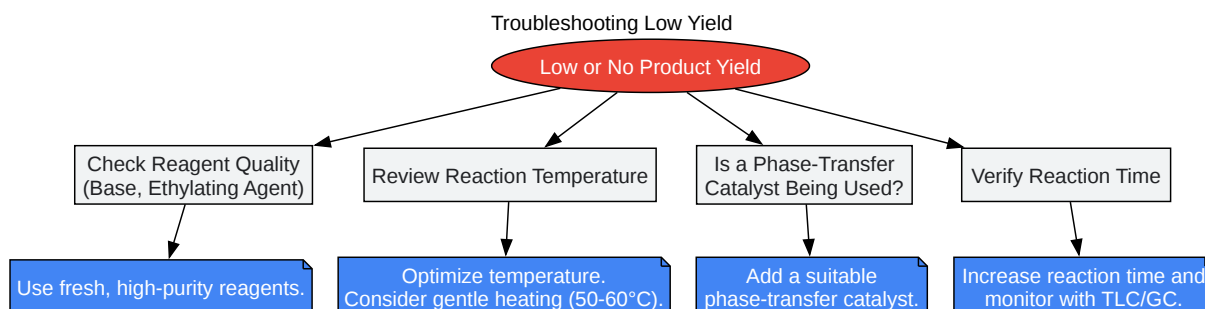 Troubleshooting Low Yield
Low or No Product Yield
Check Reagent Quality
(Base, Ethylating Agent)
Review Reaction Temperature
Is a Phase-Transfer
Catalyst Being Used?
Verify Reaction Time
Use fresh, high-purity reagents.
Optimize temperature.
Consider gentle heating (50-60°C).
Add a suitable
phase-transfer catalyst.
Increase reaction time and
monitor with TLC/GC.